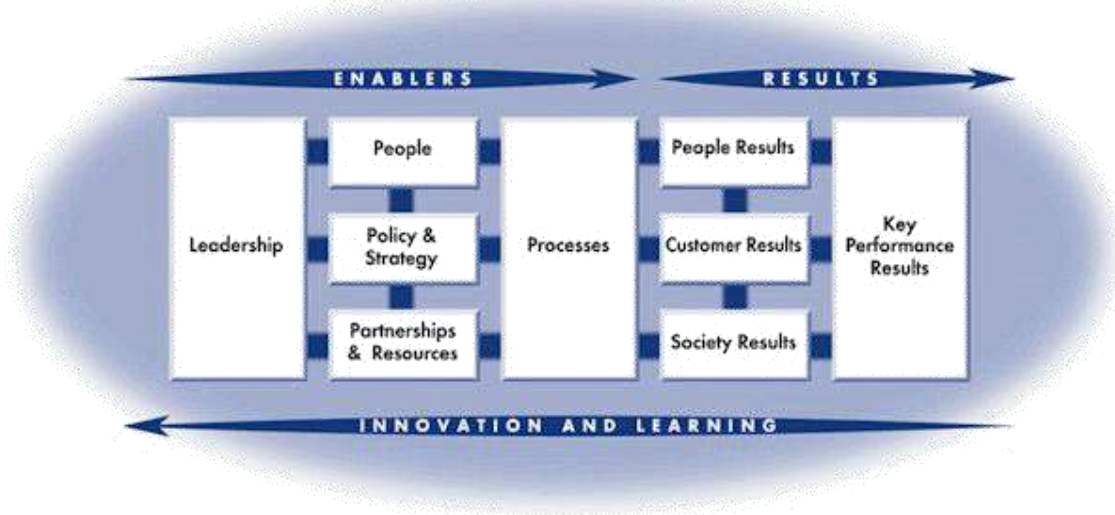 ENABLERS
RESULTS
People
People Results
Leadership
Policy &
Strategy
Processes
Customer Results
Key
Performance
Results
Partnerships
& Resources
Society Results
INNOVATION AND LEARNING